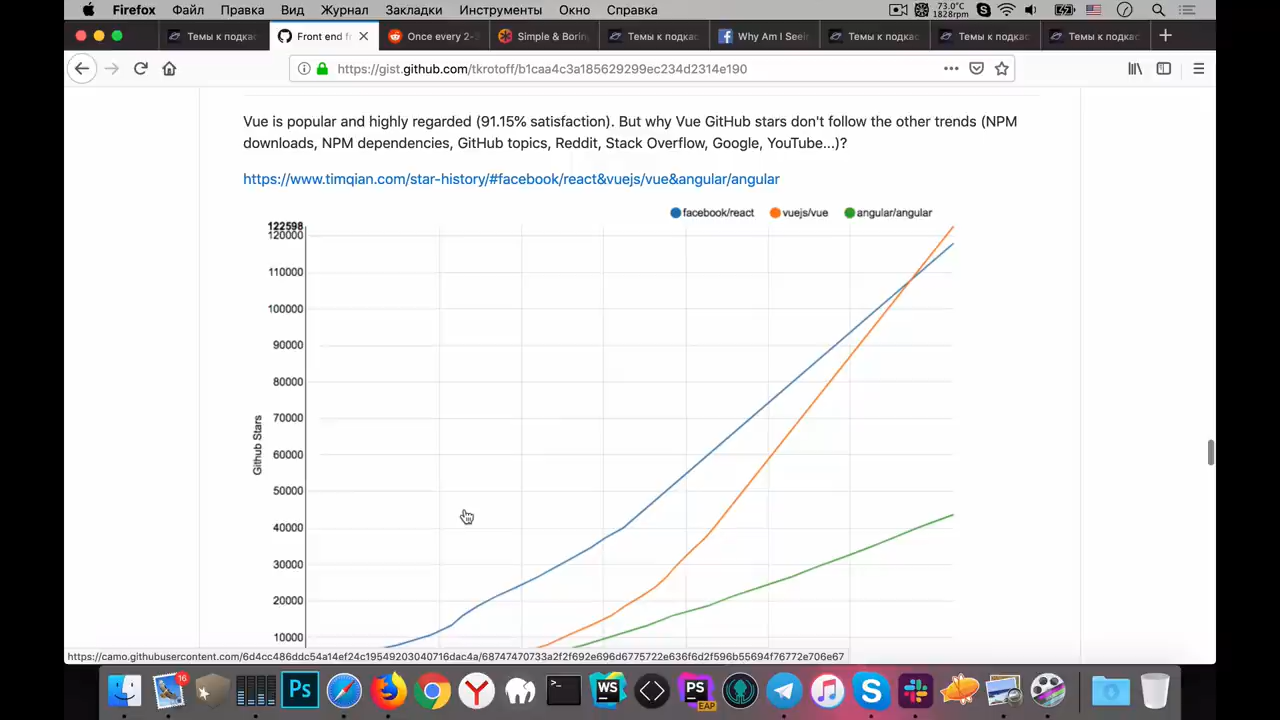 Firefox Файл Правка Вид Журнал Закладки Инструменты Окно Справка 73.0°C 1828rpm
Темы к подкас Front end fr Once every 2- Simple & Borin Темы к подкас Why Am I Seein Темы к подкас Темы к подкас Темы к подкас
https://gist.github.com/tkrotoff/b1caa4c3a185629299ec234d2314e190
Vue is popular and highly regarded (91.15% satisfaction). But why Vue GitHub stars don't follow the other trends (NPM
downloads, NPM dependencies, GitHub topics, Reddit, Stack Overflow, Google, YouTube...)?
https://www.timqian.com/star-history/#facebook/react&vuejs/vue&angular/angular
facebook/react vuejs/vue angular/angular
122598
120000
110000
100000
90000
80000
70000
60000
50000
40000
30000
20000
10000
Github Stars
https://camo.githubusercontent.com/6d4cc486ddc54a14ef24c19549203040716dac4a/68747470733a2f2f692e696d6775722e636f6d2f596b55694f76772e706e67
16 Ps WS PS EAP